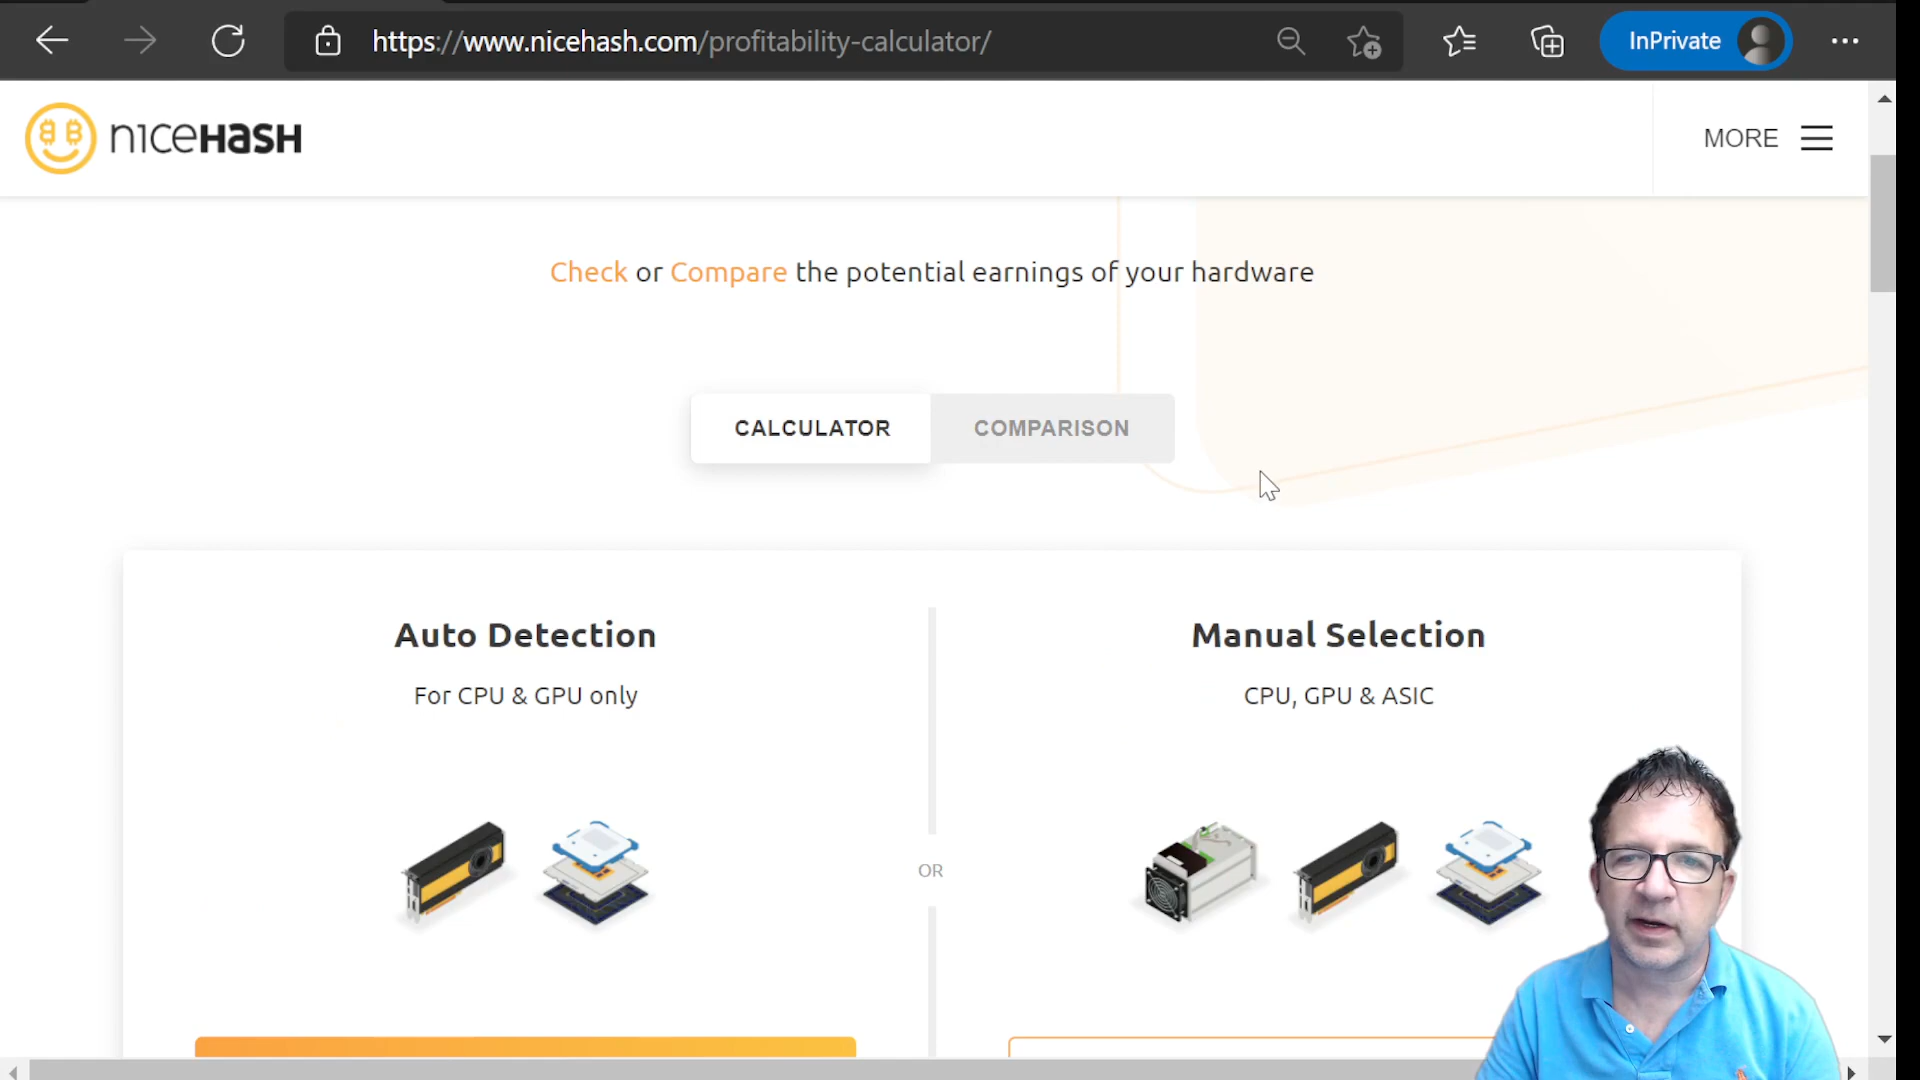 https://www.nicehash.com/profitability-calculator/
InPrivate
niceHASH
MORE
Check or Compare the potential earnings of your hardware
CALCULATOR
COMPARISON
Auto Detection
For CPU & GPU only
OR
Manual Selection
CPU, GPU & ASIC